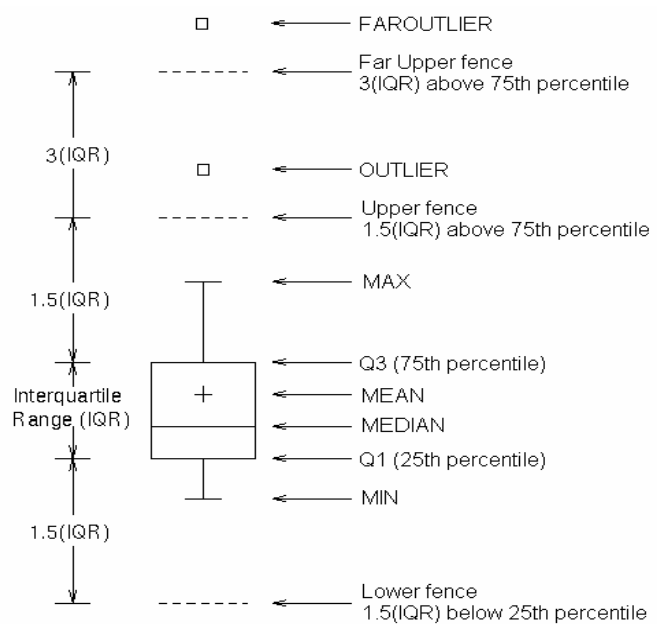 FAROUTLIER
Far Upper fence
3(IQR) above 75th percentile
3(IQR)
OUTLIER
Upper fence
1.5(IQR) above 75th percentile
MAX
1.5(IQR)
Q3 (75th percentile)
Interquartile
Range (IQR)
MEAN
MEDIAN
Q1 (25th percentile)
MIN
1.5(IQR)
Lower fence
1.5(IQR) below 25th percentile